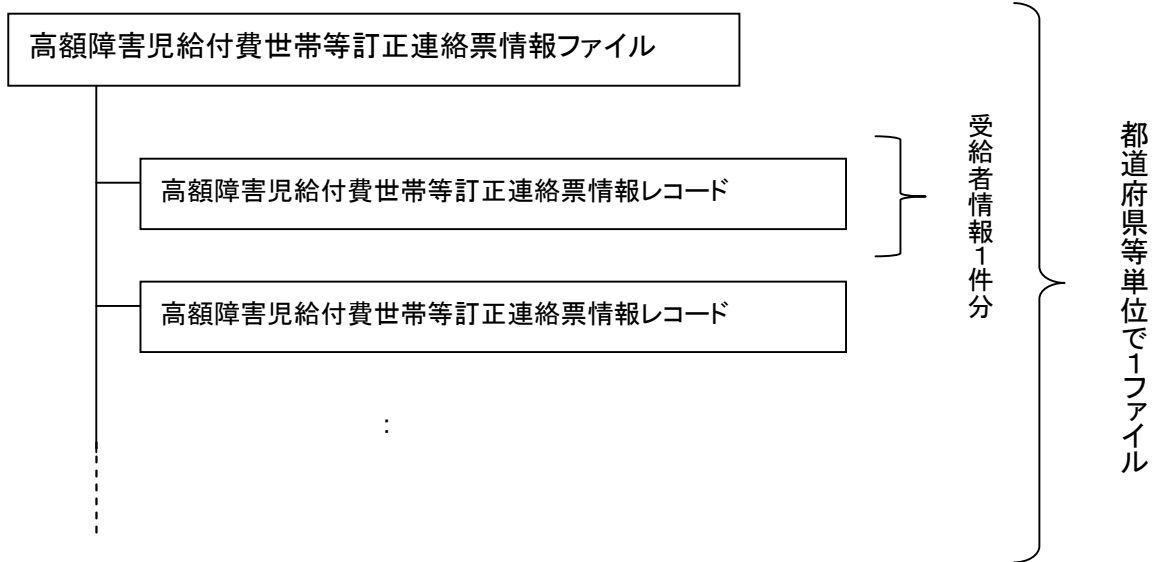 高額障害児給付費世帯等訂正連絡票情報ファイル
高額障害児給付費世帯等訂正連絡票情報レコード
受給者情報1件分
高額障害児給付費世帯等訂正連絡票情報レコード
:
都道府県等単位で1ファイル